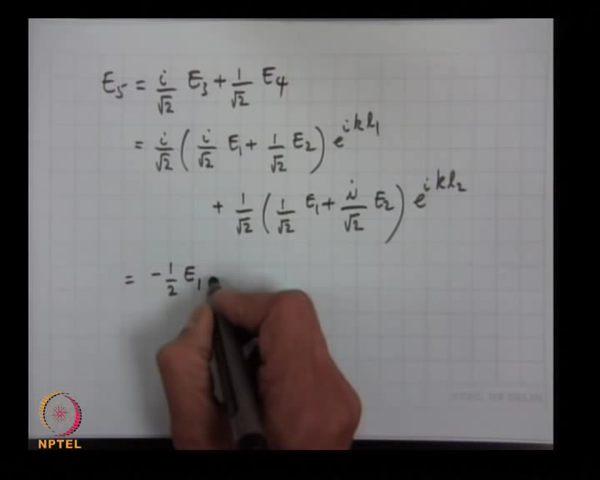 E₅ = i/√2 E₃ + 1/√2 E₄
= i/√2 ( i/√2 E₁ + 1/√2 E₂ ) e^{ikl₁}
+ 1/√2 ( 1/√2 E₁ + i/√2 E₂ ) e^{ikl₂}
= - 1/2 E₁
NPTEL